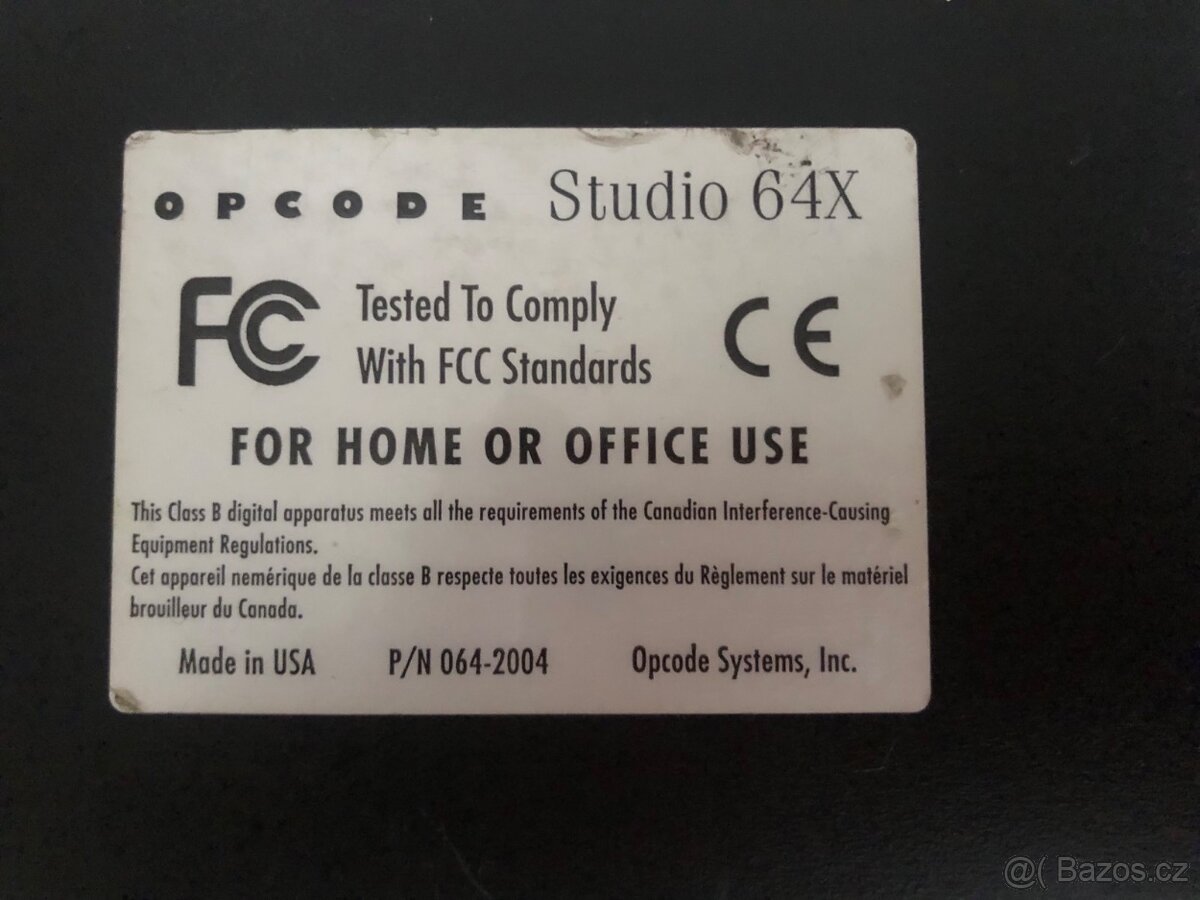 OPCODE Studio 64X
FC Tested To Comply
With FCC Standards CE
FOR HOME OR OFFICE USE
This Class B digital apparatus meets all the requirements of the Canadian Interference-Causing
Equipment Regulations.
Cet appareil nemérique de la classe B respecte toutes les exigences du Règlement sur le matériel
brouilleur du Canada.
Made in USA P/N 064-2004 Opcode Systems, Inc.
@( Bazos.cz